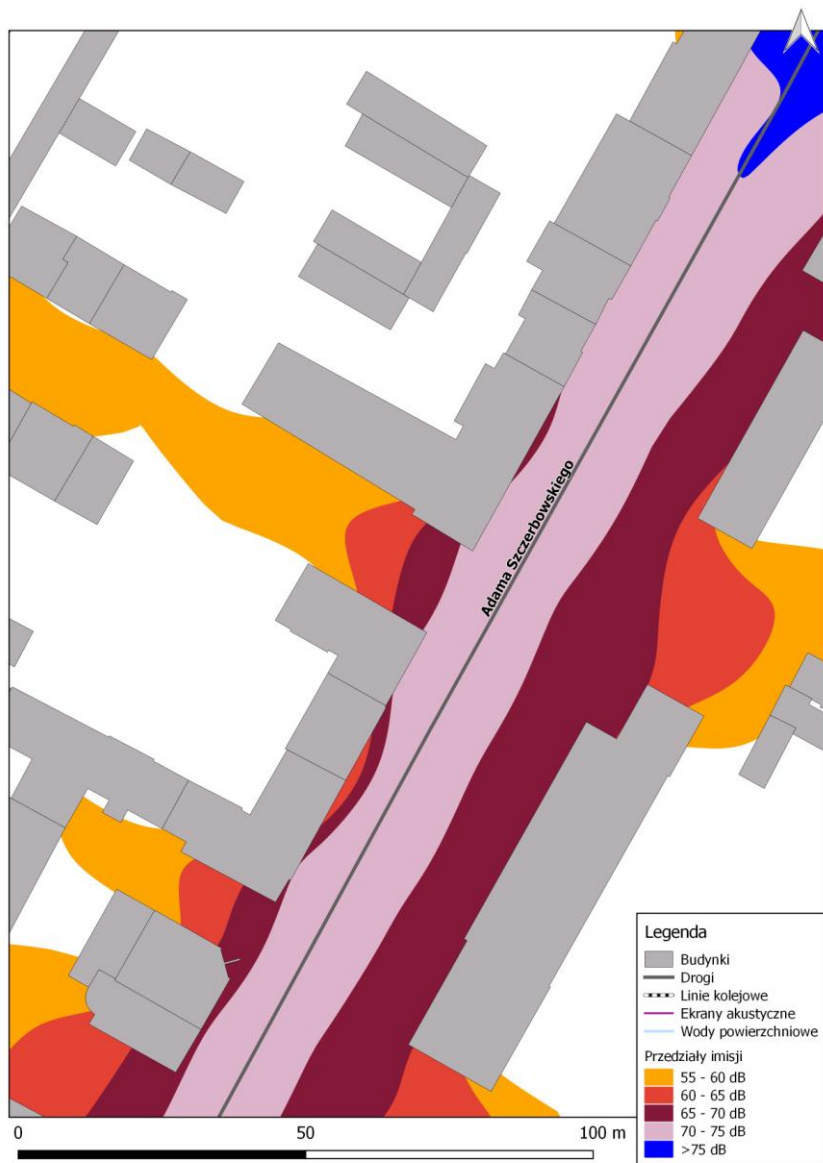 Adama Szczerbowskiego
Legenda
Budynki
Drogi
Linie kolejowe
Ekrany akustyczne
Wody powierzchniowe
Przedziały imisji
55 - 60 dB
60 - 65 dB
65 - 70 dB
70 - 75 dB
>75 dB
0 50 100 m